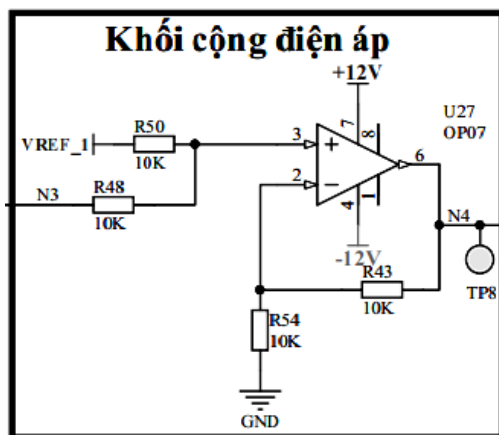 Khối cộng điện áp
+12V
U27
OP07
R50
VREF_1
10K
3
7
8
6
N3
R48
10K
2
4
1
N4
-12V
R43
10K
TP8
R54
10K
GND